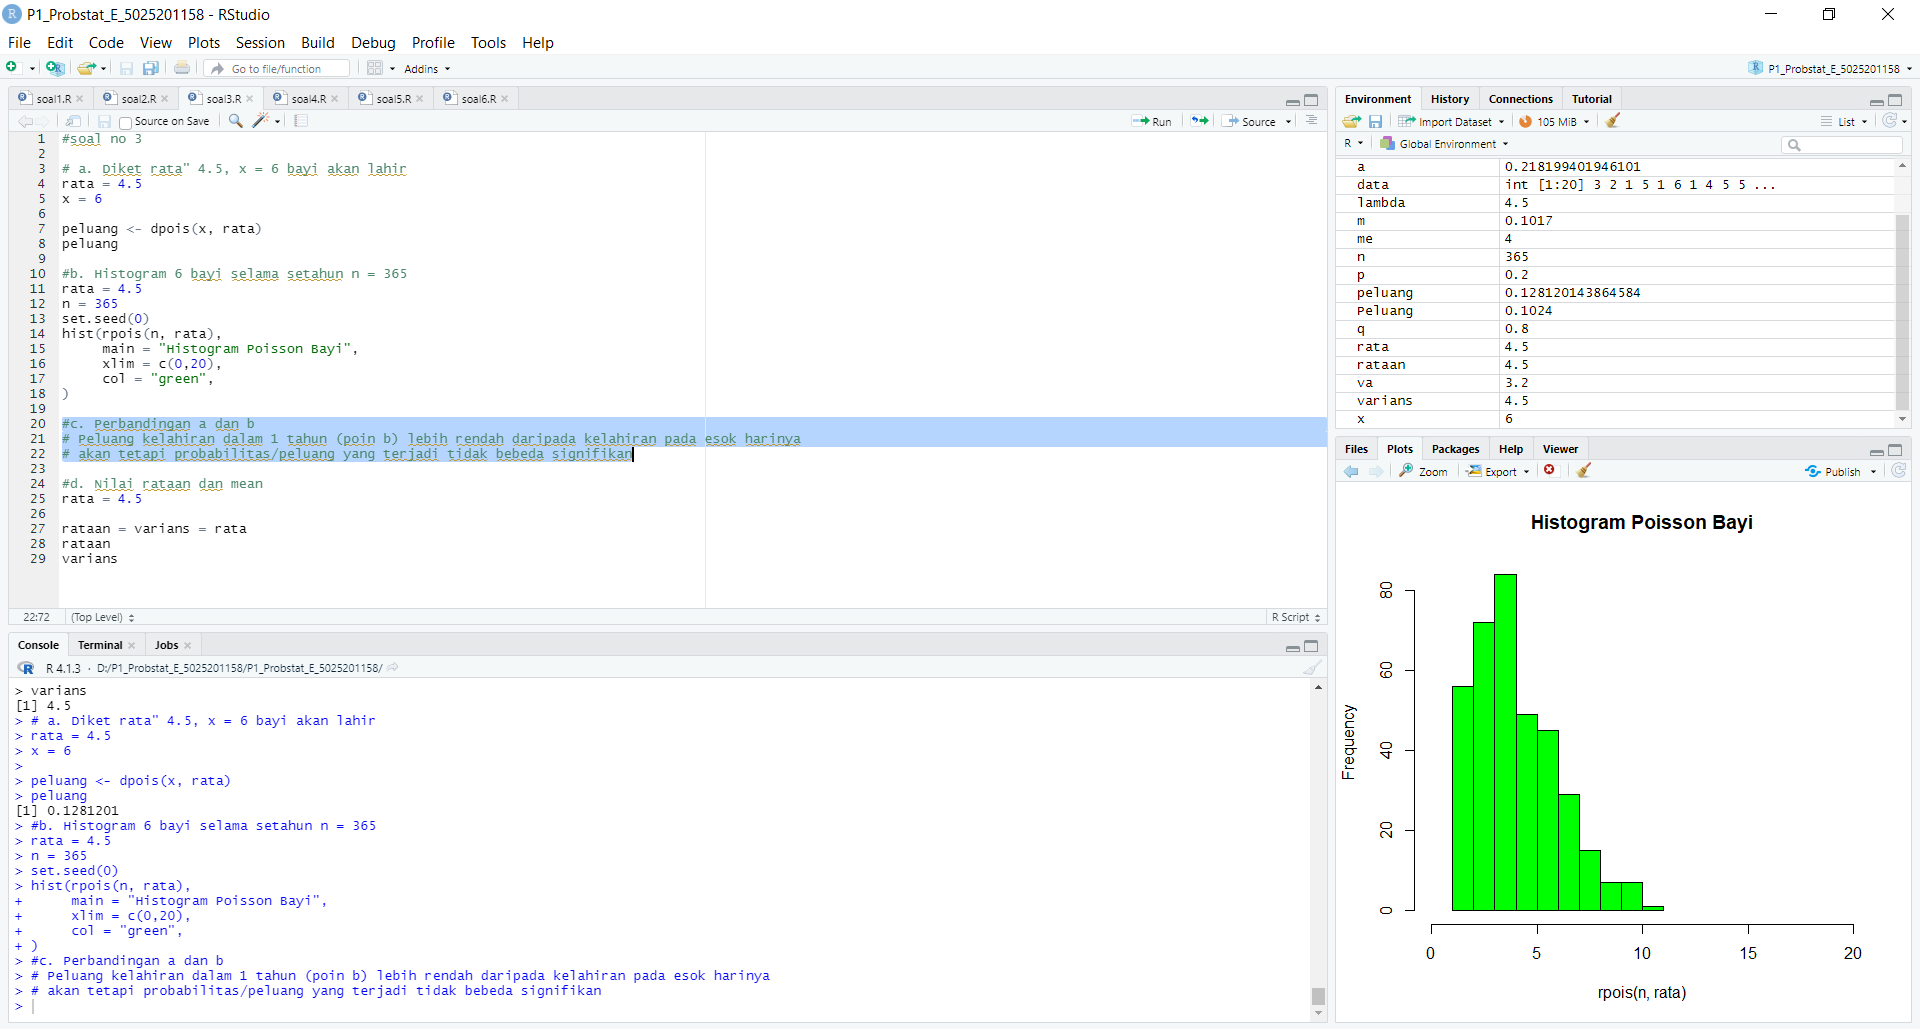 P1_Probstat_E_5025201158 - RStudio
File Edit Code View Plots Session Build Debug Profile Tools Help
Go to file/function Addins P1_Probstat_E_5025201158
soal1.R soal2.R soal3.R soal4.R soal5.R soal6.R
Source on Save Run Source
1 #soal no 3
2
3 # a. Diket rata" 4.5, x = 6 bayi akan lahir
4 rata = 4.5
5 x = 6
6
7 peluang <- dpois(x, rata)
8 peluang
9
10 #b. Histogram 6 bayi selama setahun n = 365
11 rata = 4.5
12 n = 365
13 set.seed(0)
14 hist(rpois(n, rata),
15 main = "Histogram Poisson Bayi",
16 xlim = c(0,20),
17 col = "green",
18 )
19
20 #c. Perbandingan a dan b
21 # Peluang kelahiran dalam 1 tahun (poin b) lebih rendah daripada kelahiran pada esok harinya
22 # akan tetapi probabilitas/peluang yang terjadi tidak bebeda signifikan
23
24 #d. Nilai rataan dan mean
25 rata = 4.5
26
27 rataan = varians = rata
28 rataan
29 varians
22:72 (Top Level) R Script
Console Terminal Jobs
R 4.1.3 · D:/P1_Probstat_E_5025201158/P1_Probstat_E_5025201158/
> varians
[1] 4.5
> # a. Diket rata" 4.5, x = 6 bayi akan lahir
> rata = 4.5
> x = 6
>
> peluang <- dpois(x, rata)
> peluang
[1] 0.1281201
> #b. Histogram 6 bayi selama setahun n = 365
> rata = 4.5
> n = 365
> set.seed(0)
> hist(rpois(n, rata),
+ main = "Histogram Poisson Bayi",
+ xlim = c(0,20),
+ col = "green",
+ )
> #c. Perbandingan a dan b
> # Peluang kelahiran dalam 1 tahun (poin b) lebih rendah daripada kelahiran pada esok harinya
> # akan tetapi probabilitas/peluang yang terjadi tidak bebeda signifikan
>
Environment History Connections Tutorial
Import Dataset 105 MiB List
R Global Environment
a 0.218199401946101
data int [1:20] 3 2 1 5 1 6 1 4 5 5 ...
lambda 4.5
m 0.1017
me 4
n 365
p 0.2
peluang 0.128120143864584
Peluang 0.1024
q 0.8
rata 4.5
rataan 4.5
va 3.2
varians 4.5
x 6
Files Plots Packages Help Viewer
Zoom Export Publish
Histogram Poisson Bayi
Frequency
80
60
40
20
0
0 5 10 15 20
rpois(n, rata)